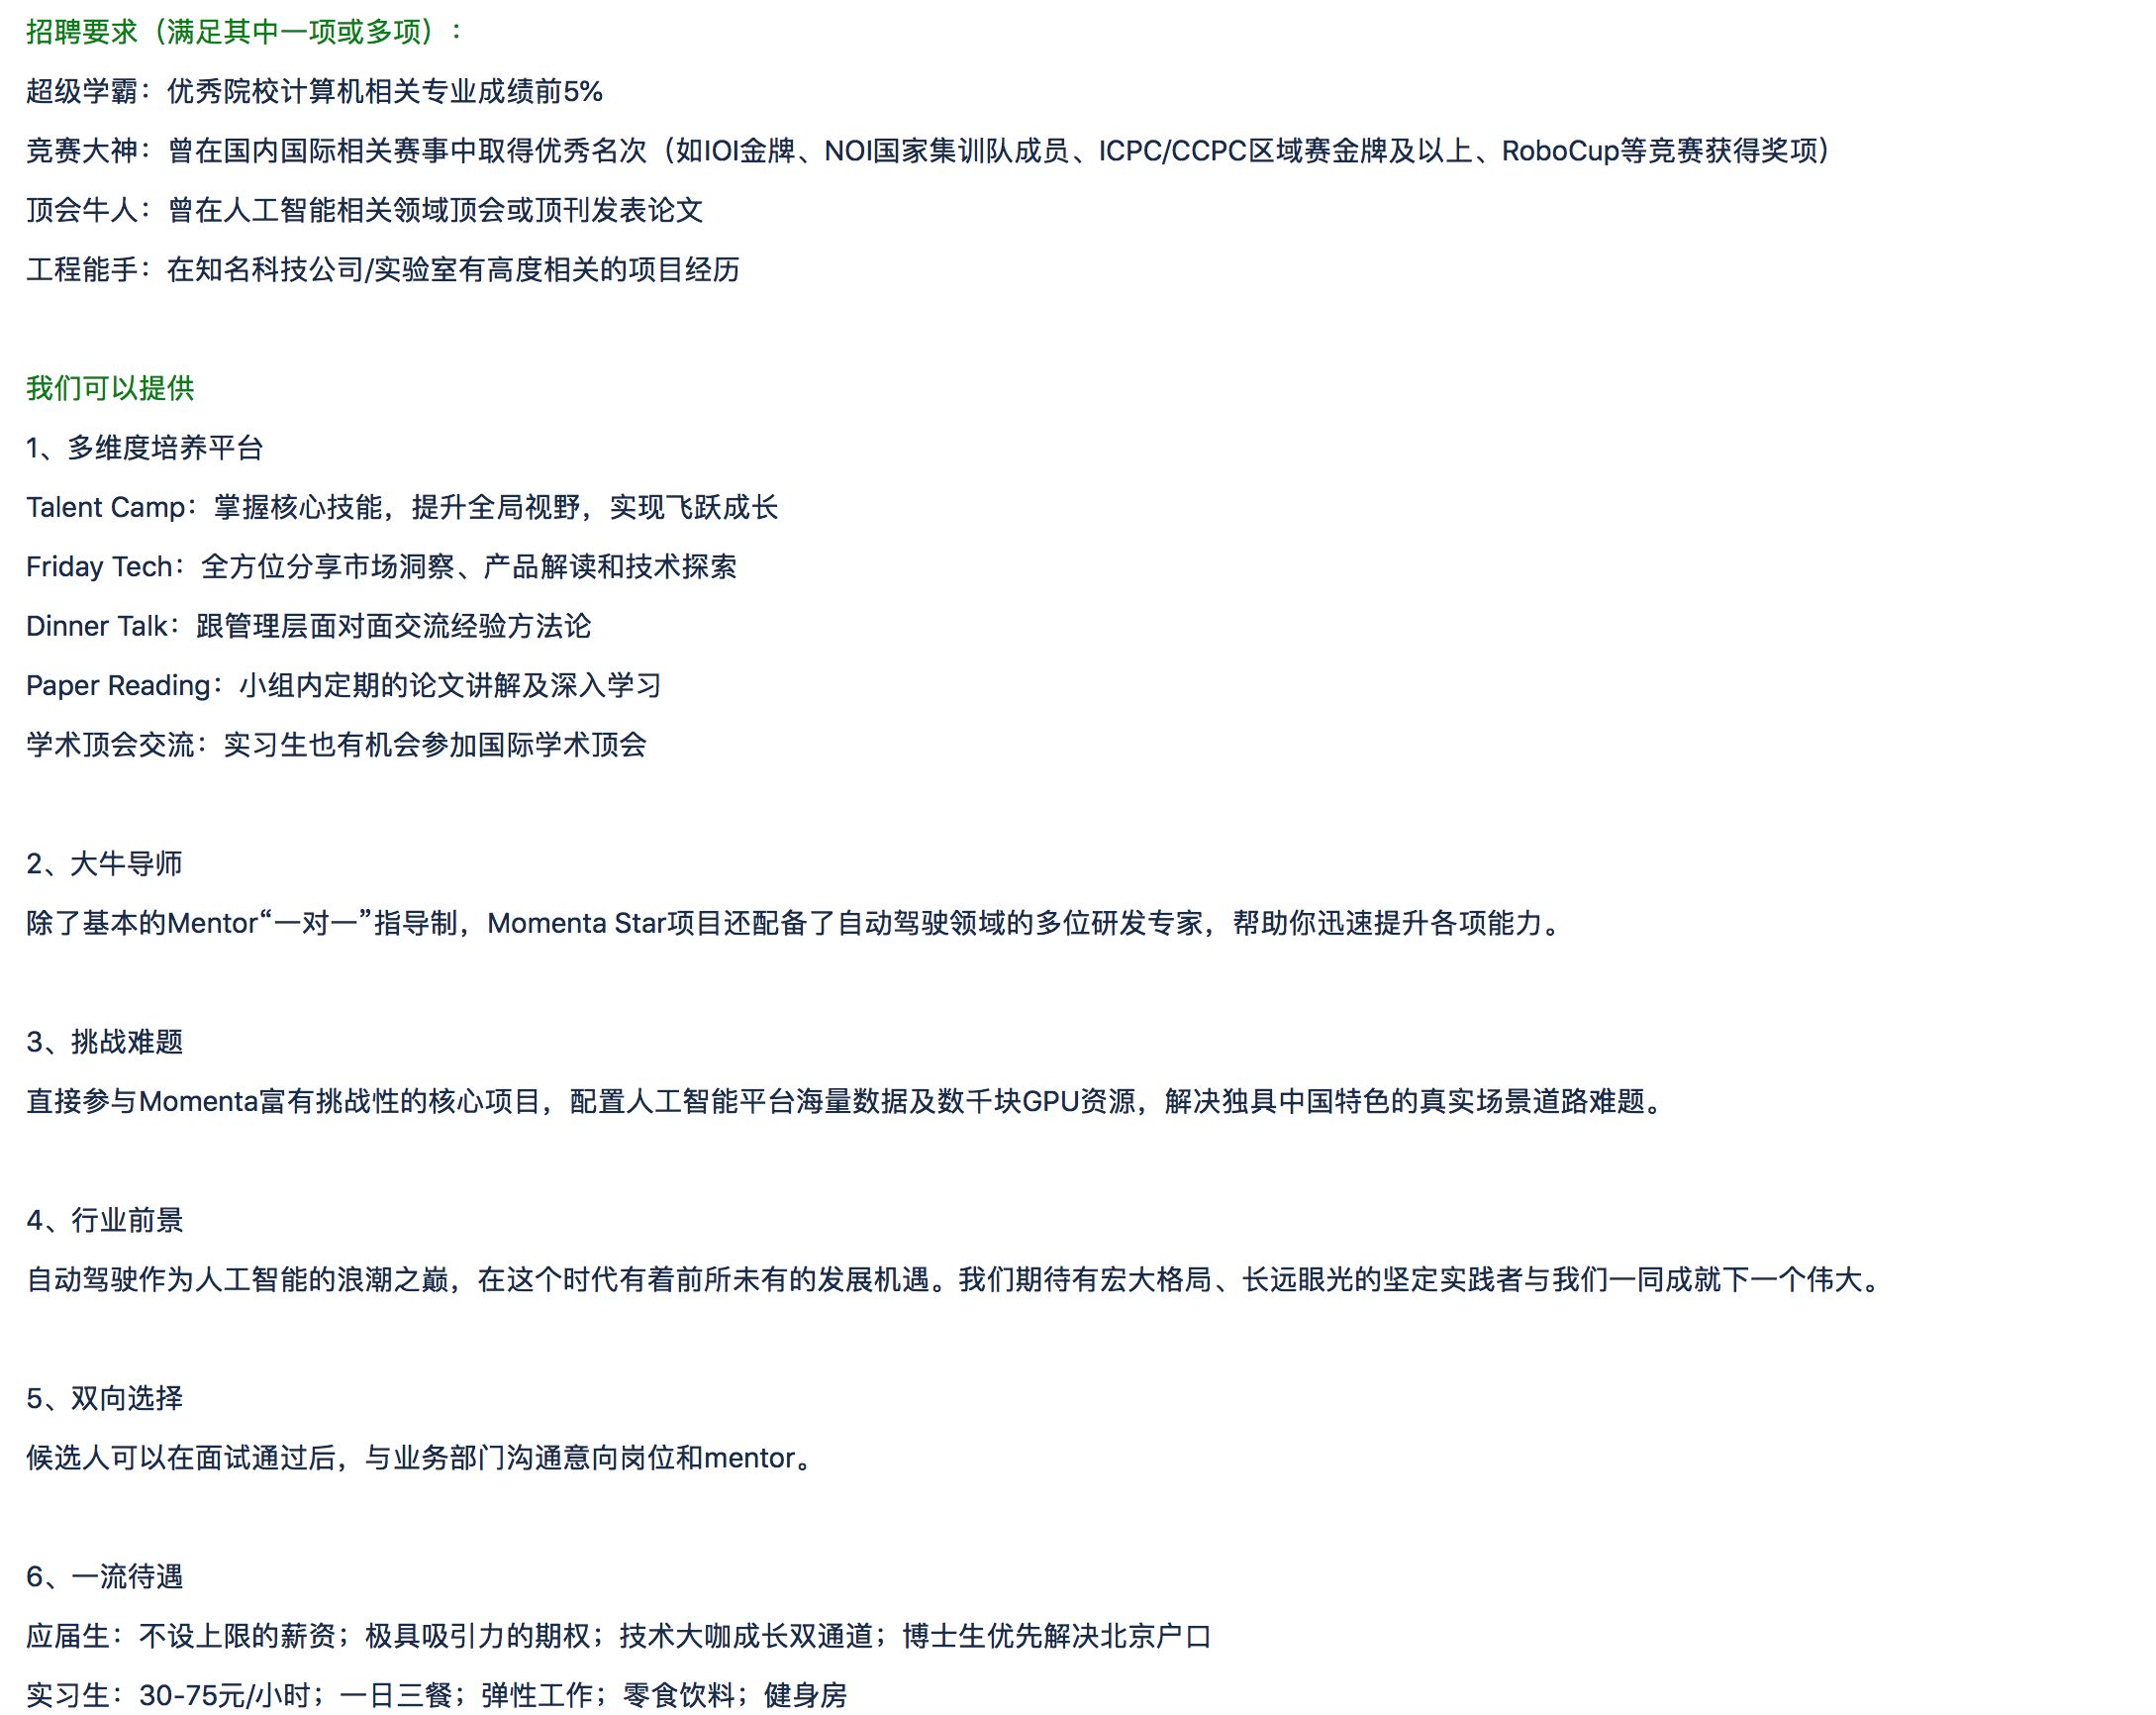 招聘要求（满足其中一项或多项）:
超级学霸：优秀院校计算机相关专业成绩前5%
竞赛大神：曾在国内国际相关赛事中取得优秀名次（如IOI金牌、NOI国家集训队成员、ICPC/CCPC区域赛金牌及以上、RoboCup等竞赛获得奖项）
顶会牛人：曾在人工智能相关领域顶会或顶刊发表论文
工程能手：在知名科技公司/实验室有高度相关的项目经历
我们可以提供
1、多维度培养平台
Talent Camp：掌握核心技能，提升全局视野，实现飞跃成长
Friday Tech：全方位分享市场洞察、产品解读和技术探索
Dinner Talk：跟管理层面对面交流经验方法论
Paper Reading：小组内定期的论文讲解及深入学习
学术顶会交流：实习生也有机会参加国际学术顶会
2、大牛导师
除了基本的Mentor“一对一”指导制，Momenta Star项目还配备了自动驾驶领域的多位研发专家，帮助你迅速提升各项能力。
3、挑战难题
直接参与Momenta富有挑战性的核心项目，配置人工智能平台海量数据及数千块GPU资源，解决独具中国特色的真实场景道路难题。
4、行业前景
自动驾驶作为人工智能的浪潮之巅，在这个时代有着前所未有的发展机遇。我们期待有宏大格局、长远眼光的坚定实践者与我们一同成就下一个伟大。
5、双向选择
候选人可以在面试通过后，与业务部门沟通意向岗位和mentor。
6、一流待遇
应届生：不设上限的薪资；极具吸引力的期权；技术大咖成长双通道；博士生优先解决北京户口
实习生：30-75元/小时；一日三餐；弹性工作；零食饮料；健身房